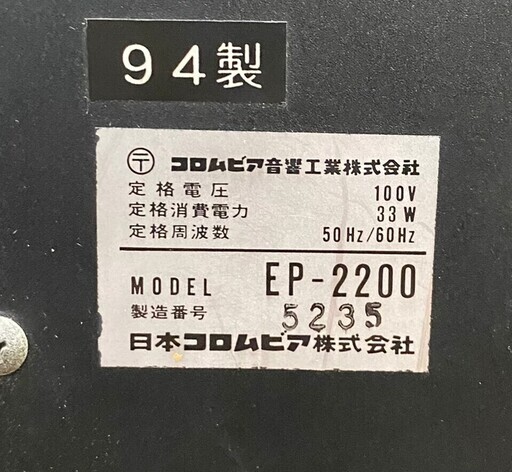 94製
〒 コロムビア音響工業株式会社
定格電圧 100V
定格消費電力 33W
定格周波数 50Hz/60Hz
MODEL EP-2200
製造番号 5235
日本コロムビア株式会社